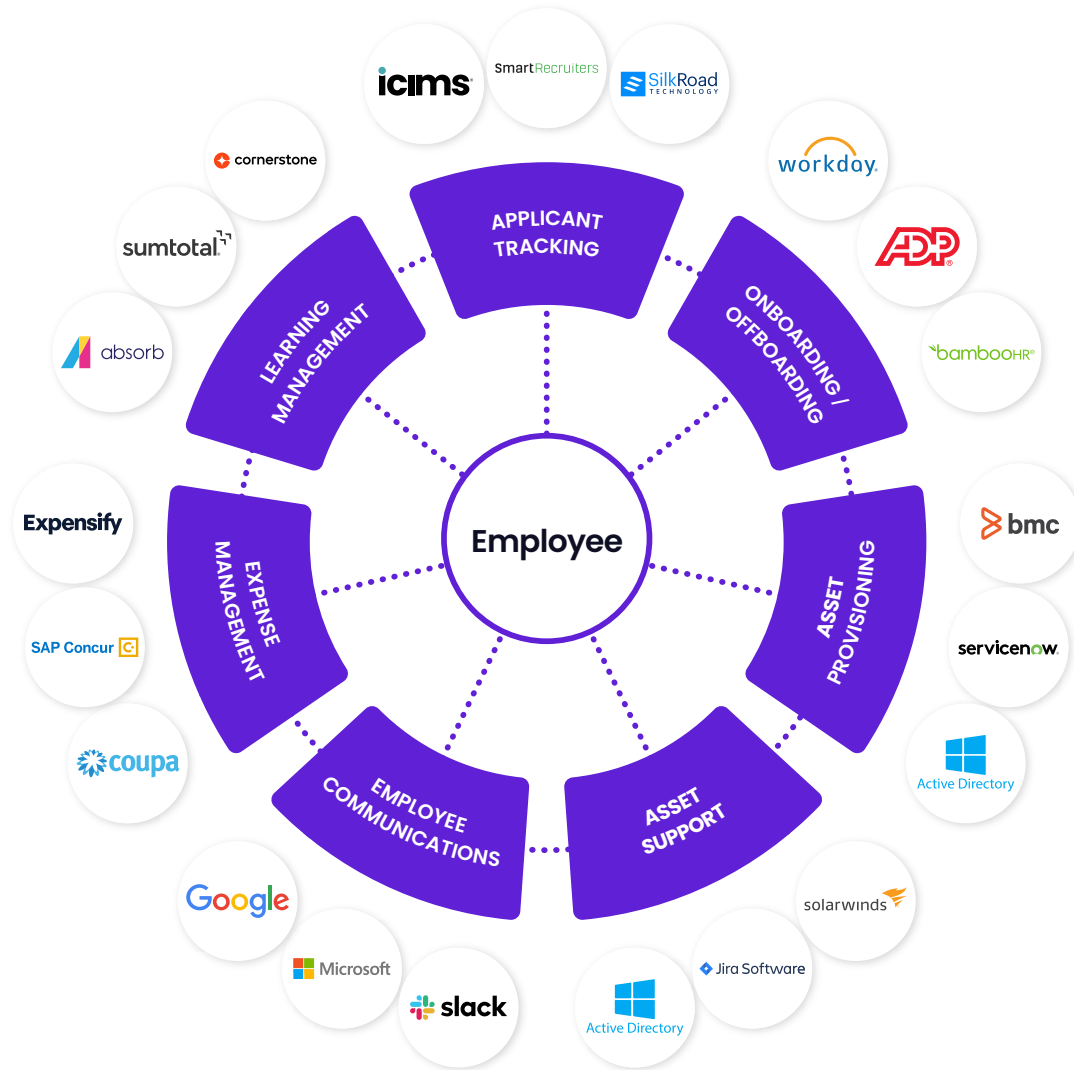 icims
SmartRecruiters
SilkRoad
TECHNOLOGY
cornerstone
workday.
sumtotal.
ADP
absorb
bambooHR
APPLICANT
TRACKING
LEARNING
MANAGEMENT
ONBOARDING /
OFFBOARDING
Expensify
EXPENSE
MANAGEMENT
Employee
ASSET
PROVISIONING
bmc
SAP Concur C
servicenow.
coupa
Active Directory
EMPLOYEE
COMMUNICATIONS
ASSET
SUPPORT
Google
solarwinds
Microsoft
Jira Software
slack
Active Directory